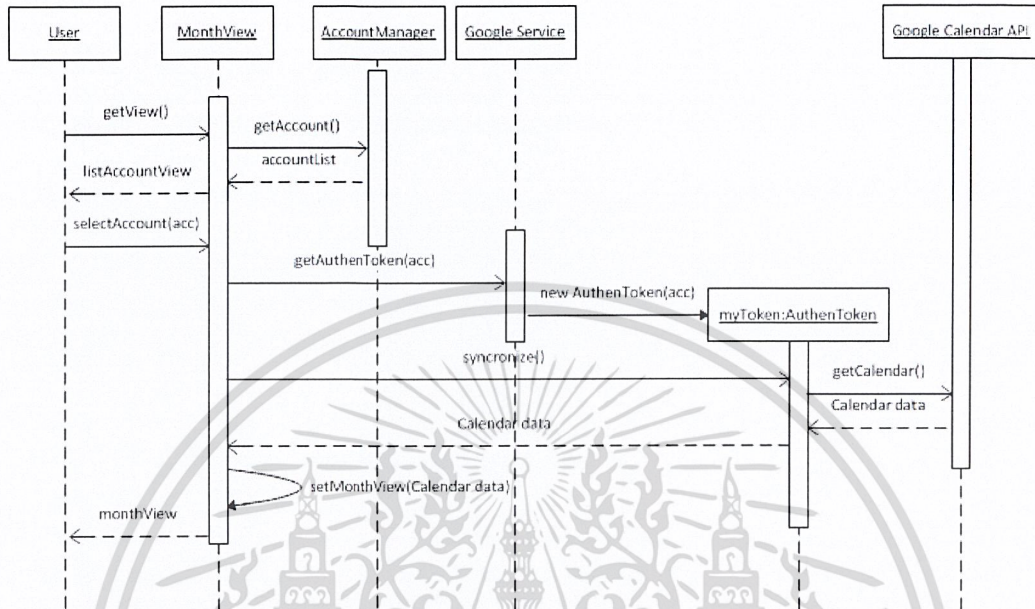 User
MonthView
AccountManager
Google Service
Google Calendar API
getView()
getAccount()
accountList
listAccountView
selectAccount(acc)
getAuthenToken(acc)
new AuthenToken(acc)
myToken:AuthenToken
syncronize()
getCalendar()
Calendar data
Calendar data
setMonthView(Calendar data)
monthView